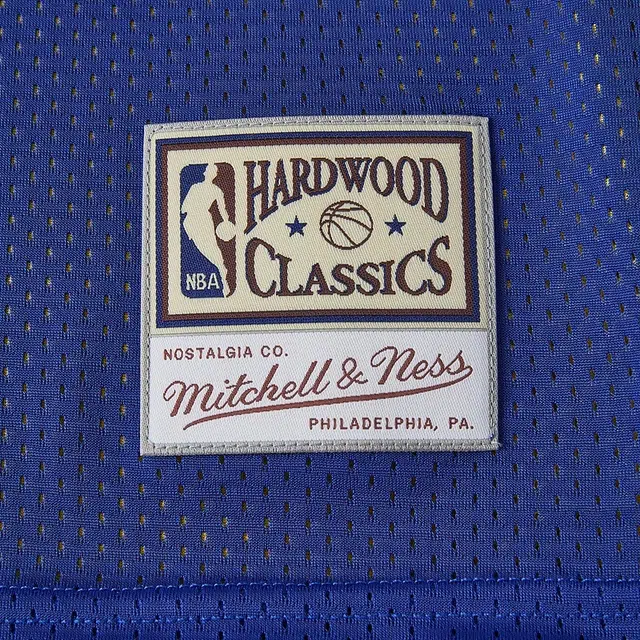 HARDWOOD
CLASSICS
NBA
NOSTALGIA CO.
Mitchell & Ness
PHILADELPHIA, PA.